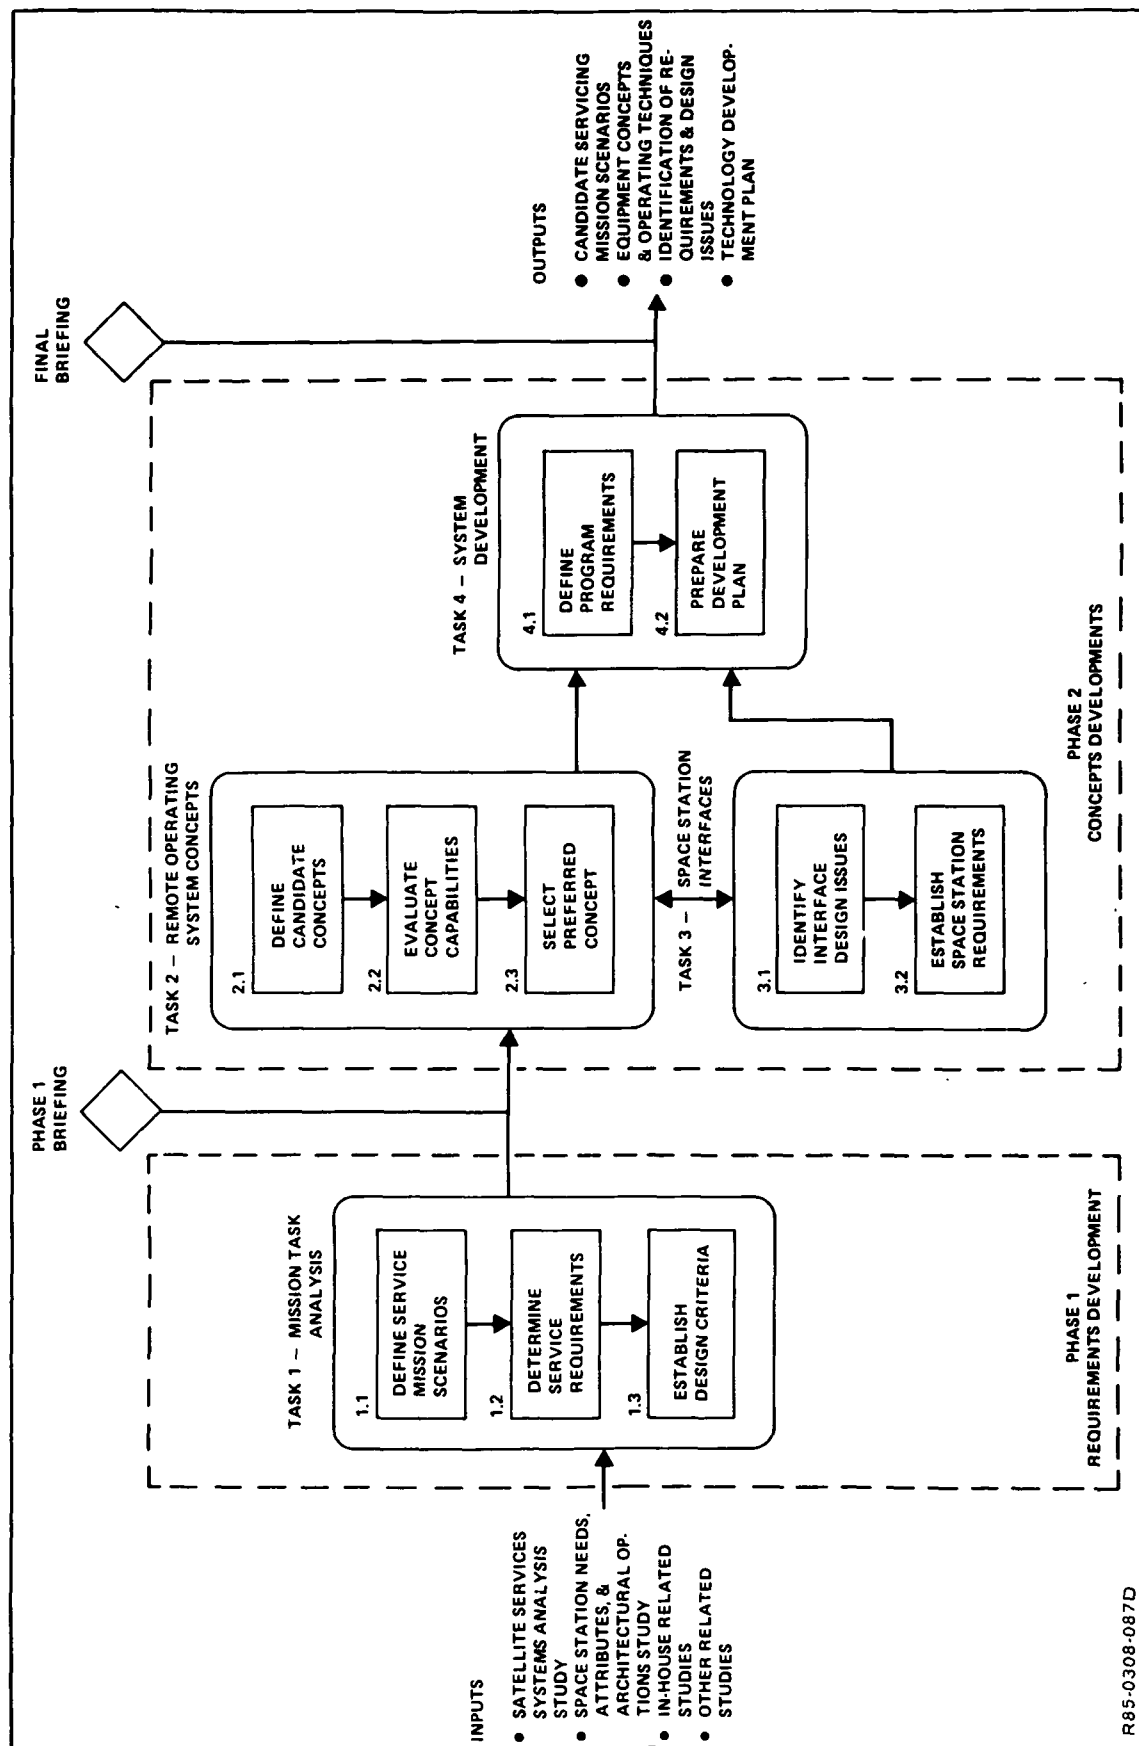 INPUTS
● SATELLITE SERVICES
SYSTEMS ANALYSIS
STUDY
● SPACE STATION NEEDS,
ATTRIBUTES, &
ARCHITECTURAL OP-
TIONS STUDY
● IN-HOUSE RELATED
STUDIES
● OTHER RELATED
STUDIES
TASK 1 – MISSION TASK
ANALYSIS
1.1
DEFINE SERVICE
MISSION
SCENARIOS
1.2
DETERMINE
SERVICE
REQUIREMENTS
1.3
ESTABLISH
DESIGN CRITERIA
PHASE 1
REQUIREMENTS DEVELOPMENT
PHASE 1
BRIEFING
TASK 2 – REMOTE OPERATING
SYSTEM CONCEPTS
2.1
DEFINE
CANDIDATE
CONCEPTS
2.2
EVALUATE
CONCEPT
CAPABILITIES
2.3
SELECT
PREFERRED
CONCEPT
TASK 3 – SPACE STATION
INTERFACES
3.1
IDENTIFY
INTERFACE
DESIGN ISSUES
3.2
ESTABLISH
SPACE STATION
REQUIREMENTS
TASK 4 – SYSTEM
DEVELOPMENT
4.1
DEFINE
PROGRAM
REQUIREMENTS
4.2
PREPARE
DEVELOPMENT
PLAN
PHASE 2
CONCEPTS DEVELOPMENTS
FINAL
BRIEFING
OUTPUTS
● CANDIDATE SERVICING
MISSION SCENARIOS
● EQUIPMENT CONCEPTS
& OPERATING TECHNIQUES
● IDENTIFICATION OF RE-
QUIREMENTS & DESIGN
ISSUES
● TECHNOLOGY DEVELOP-
MENT PLAN
R85-0308-087D